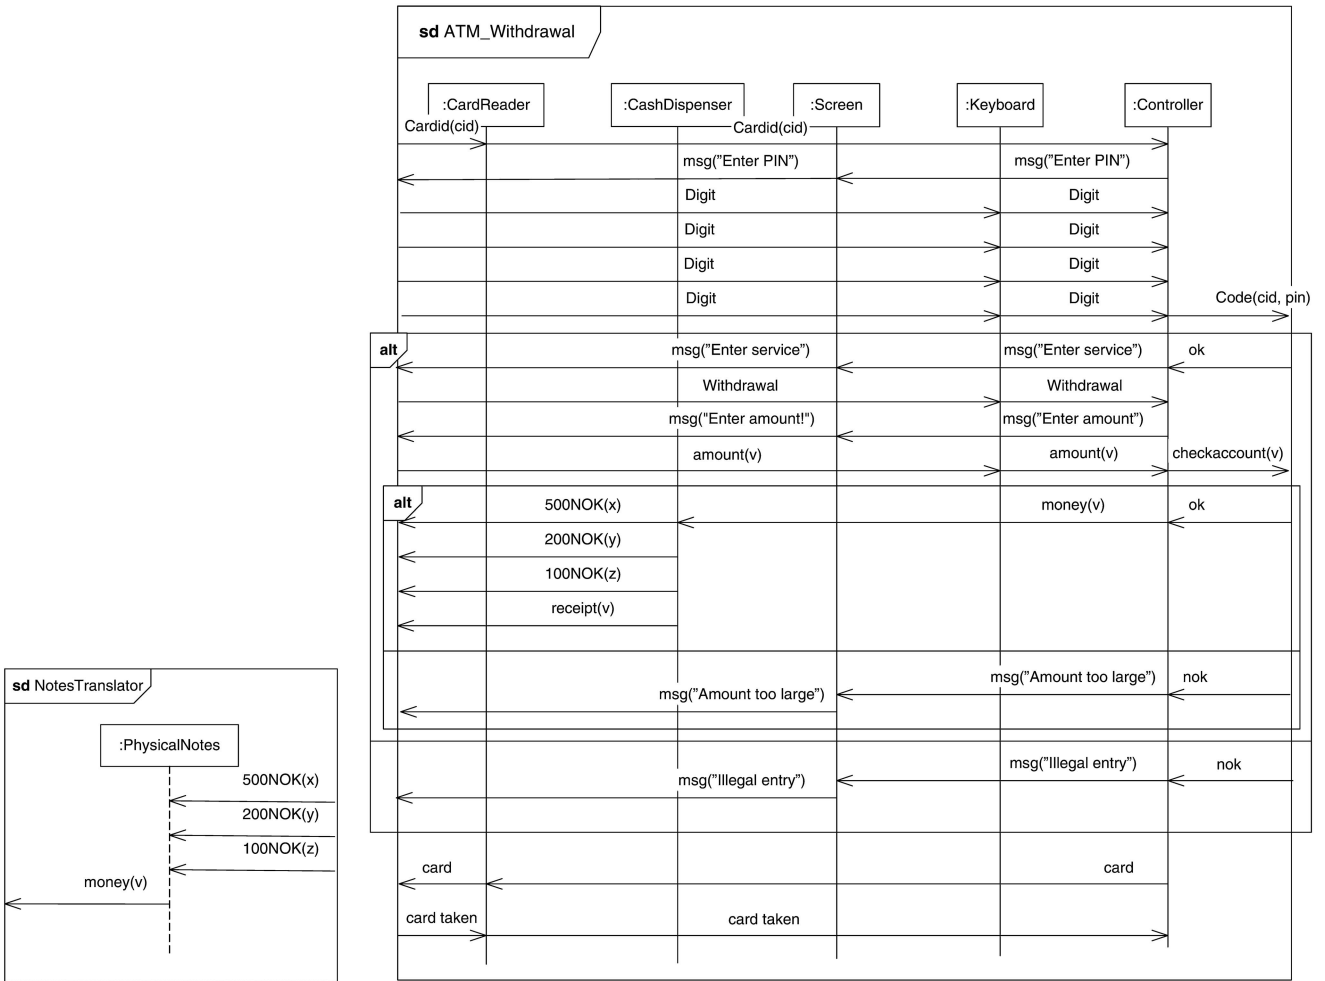 sd ATM_Withdrawal
:CardReader :CashDispenser :Screen :Keyboard :Controller
Cardid(cid) Cardid(cid)
msg(”Enter PIN”) msg(”Enter PIN”)
Digit Digit
Digit Digit
Digit Digit
Digit Digit Code(cid, pin)
alt msg(”Enter service”) msg(”Enter service”) ok
Withdrawal Withdrawal
msg("Enter amount!") msg(”Enter amount”)
amount(v) amount(v) checkaccount(v)
alt 500NOK(x) money(v) ok
200NOK(y)
100NOK(z)
receipt(v)
msg(”Amount too large”) nok
msg(”Amount too large”)
msg(”Illegal entry”) nok
msg(”Illegal entry”)
card card
card taken card taken
sd NotesTranslator
:PhysicalNotes
500NOK(x)
200NOK(y)
100NOK(z)
money(v)